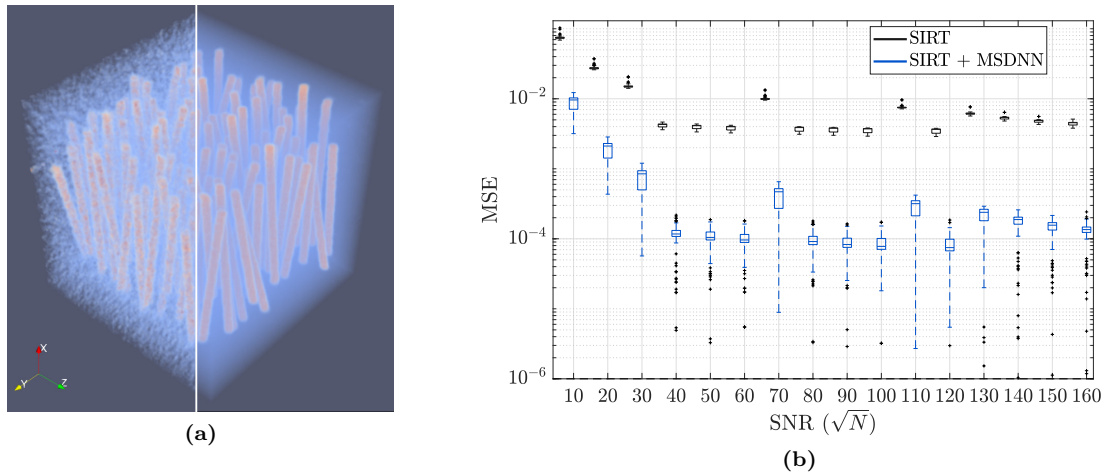 X
Y
Z
(a)
SIRT
SIRT + MSDNN
10⁻²
10⁻⁴
10⁻⁶
MSE
10 20 30 40 50 60 70 80 90 100 110 120 130 140 150 160
SNR (√N)
(b)